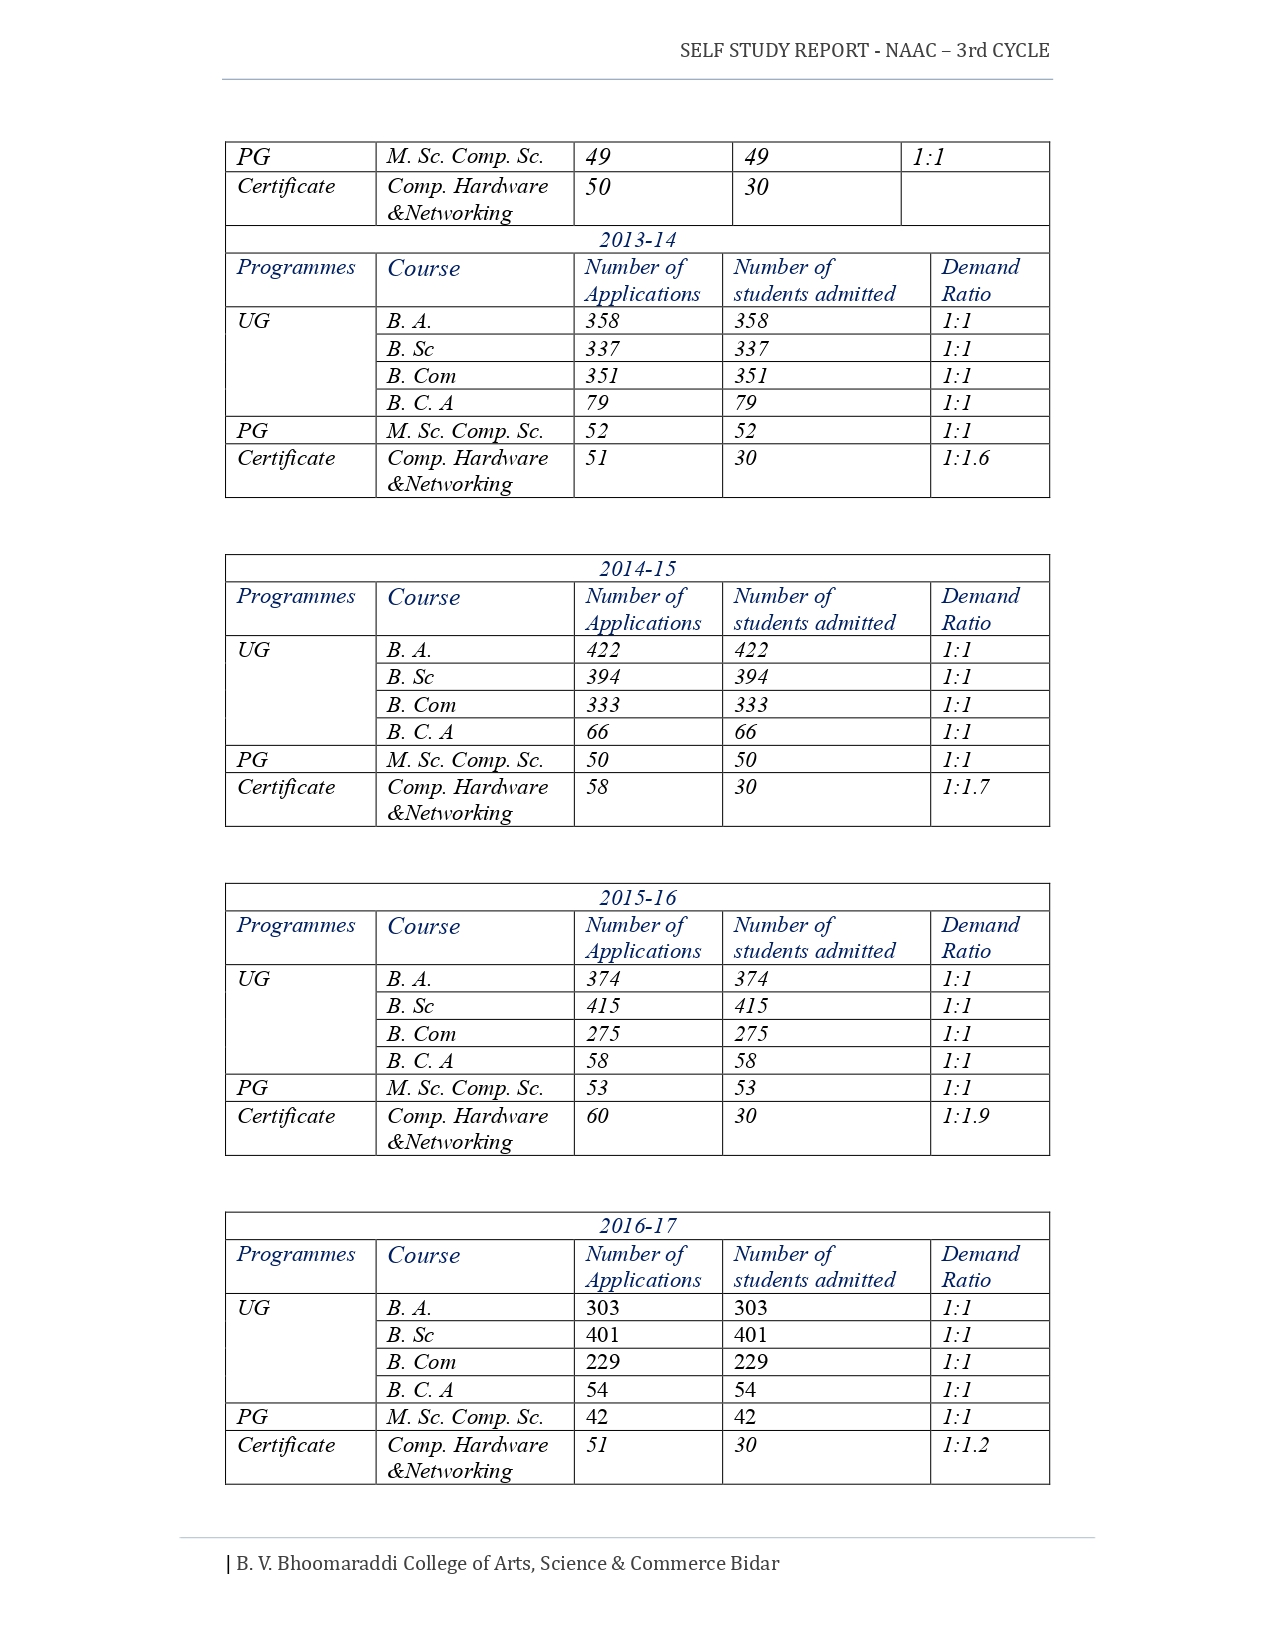 SELF STUDY REPORT - NAAC – 3rd CYCLE
PG M. Sc. Comp. Sc. 49 49 1:1
Certificate Comp. Hardware 50 30
&Networking
2013-14
Programmes Course Number of Number of Demand
Applications students admitted Ratio
UG B. A. 358 358 1:1
B. Sc 337 337 1:1
B. Com 351 351 1:1
B. C. A 79 79 1:1
PG M. Sc. Comp. Sc. 52 52 1:1
Certificate Comp. Hardware 51 30 1:1.6
&Networking
2014-15
Programmes Course Number of Number of Demand
Applications students admitted Ratio
UG B. A. 422 422 1:1
B. Sc 394 394 1:1
B. Com 333 333 1:1
B. C. A 66 66 1:1
PG M. Sc. Comp. Sc. 50 50 1:1
Certificate Comp. Hardware 58 30 1:1.7
&Networking
2015-16
Programmes Course Number of Number of Demand
Applications students admitted Ratio
UG B. A. 374 374 1:1
B. Sc 415 415 1:1
B. Com 275 275 1:1
B. C. A 58 58 1:1
PG M. Sc. Comp. Sc. 53 53 1:1
Certificate Comp. Hardware 60 30 1:1.9
&Networking
2016-17
Programmes Course Number of Number of Demand
Applications students admitted Ratio
UG B. A. 303 303 1:1
B. Sc 401 401 1:1
B. Com 229 229 1:1
B. C. A 54 54 1:1
PG M. Sc. Comp. Sc. 42 42 1:1
Certificate Comp. Hardware 51 30 1:1.2
&Networking
| B. V. Bhoomaraddi College of Arts, Science & Commerce Bidar